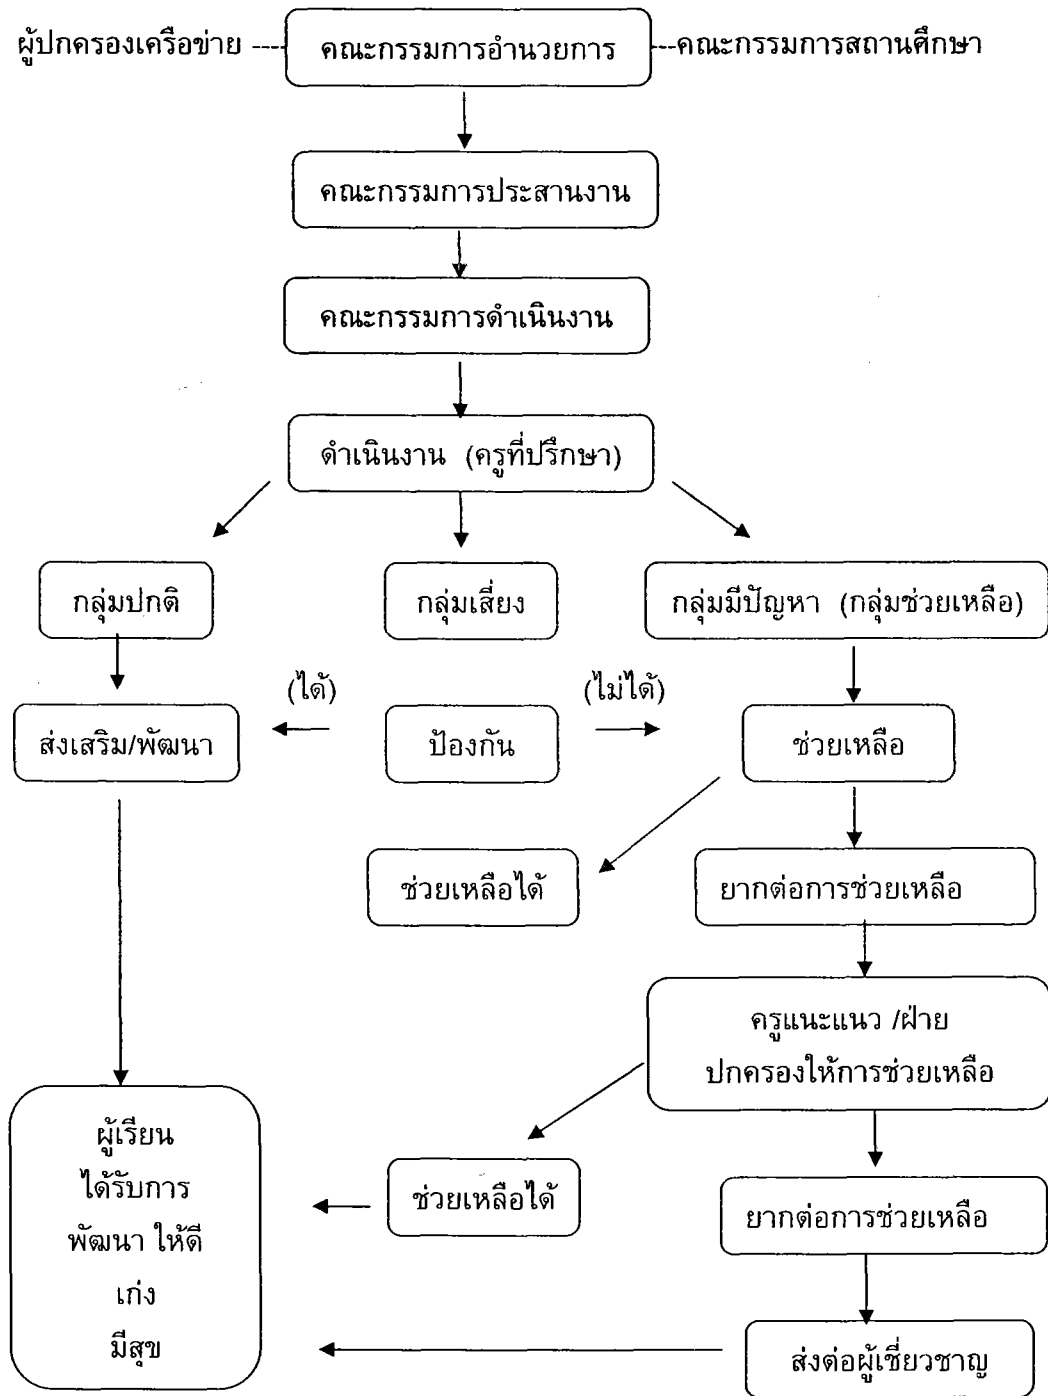 ผู้ปกครองเครือข่าย
คณะกรรมการอำนวยการ
คณะกรรมการสถานศึกษา
คณะกรรมการประสานงาน
คณะกรรมการดำเนินงาน
ดำเนินงาน (ครูที่ปรึกษา)
กลุ่มปกติ
กลุ่มเสี่ยง
กลุ่มมีปัญหา (กลุ่มช่วยเหลือ)
(ได้)
(ไม่ได้)
ส่งเสริม/พัฒนา
ป้องกัน
ช่วยเหลือ
ช่วยเหลือได้
ยากต่อการช่วยเหลือ
ครูแนะแนว /ฝ่าย
ปกครองให้การช่วยเหลือ
ผู้เรียน
ได้รับการ
พัฒนา ให้ดี
เก่ง
มีสุข
ช่วยเหลือได้
ยากต่อการช่วยเหลือ
ส่งต่อผู้เชี่ยวชาญ